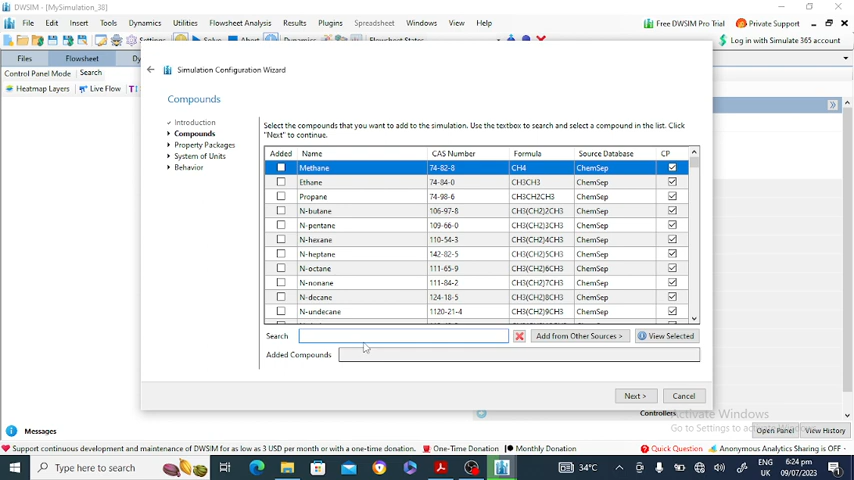 DWSIM - [MySimulation_38]
File Edit Insert Tools Dynamics Utilities Flowsheet Analysis Results Plugins Spreadsheet Windows View Help Free DWSIM Pro Trial Private Support
Settings Solve Abort Dynamics Flowsheet States Log in with Simulate 365 account
Files Flowsheet
Control Panel Mode Search
Heatmap Layers Live Flow
Simulation Configuration Wizard
Compounds
Introduction
Compounds
Property Packages
System of Units
Behavior
Select the compounds that you want to add to the simulation. Use the textbox to search and select a compound in the list. Click
"Next" to continue.
Added Name CAS Number Formula Source Database CP
Methane 74-82-8 CH4 ChemSep
Ethane 74-84-0 CH3CH3 ChemSep
Propane 74-98-6 CH3CH2CH3 ChemSep
N-butane 106-97-8 CH3(CH2)2CH3 ChemSep
N-pentane 109-66-0 CH3(CH2)3CH3 ChemSep
N-hexane 110-54-3 CH3(CH2)4CH3 ChemSep
N-heptane 142-82-5 CH3(CH2)5CH3 ChemSep
N-octane 111-65-9 CH3(CH2)6CH3 ChemSep
N-nonane 111-84-2 CH3(CH2)7CH3 ChemSep
N-decane 124-18-5 CH3(CH2)8CH3 ChemSep
N-undecane 1120-21-4 CH3(CH2)9CH3 ChemSep
Search Add from Other Sources > View Selected
Added Compounds
Next > Cancel
Controllers
Activate Windows
Go to Settings to
Messages Open Panel View History
Support continuous development and maintenance of DWSIM for as low as 3 USD per month or with a one-time donation. One-Time Donation Monthly Donation Quick Question Anonymous Analytics Sharing is OFF
Type here to search 34°C ENG 6:24 pm
UK 09/07/2023